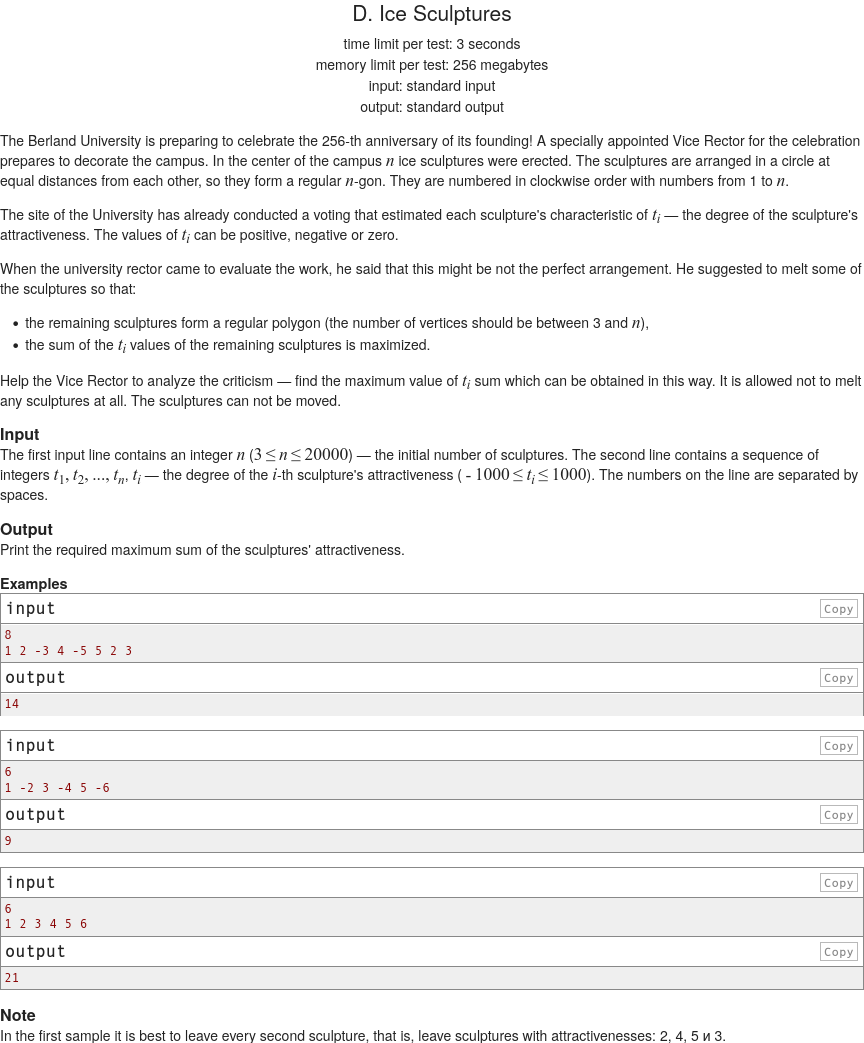 D. Ice Sculptures
time limit per test: 3 seconds
memory limit per test: 256 megabytes
input: standard input
output: standard output
The Berland University is preparing to celebrate the 256-th anniversary of its founding! A specially appointed Vice Rector for the celebration
prepares to decorate the campus. In the center of the campus n ice sculptures were erected. The sculptures are arranged in a circle at
equal distances from each other, so they form a regular n-gon. They are numbered in clockwise order with numbers from 1 to n.
The site of the University has already conducted a voting that estimated each sculpture's characteristic of t_i — the degree of the sculpture's
attractiveness. The values of t_i can be positive, negative or zero.
When the university rector came to evaluate the work, he said that this might be not the perfect arrangement. He suggested to melt some of
the sculptures so that:
• the remaining sculptures form a regular polygon (the number of vertices should be between 3 and n),
• the sum of the t_i values of the remaining sculptures is maximized.
Help the Vice Rector to analyze the criticism — find the maximum value of t_i sum which can be obtained in this way. It is allowed not to melt
any sculptures at all. The sculptures can not be moved.
Input
The first input line contains an integer n (3 ≤ n ≤ 20000) — the initial number of sculptures. The second line contains a sequence of
integers t_1, t_2, ..., t_n, t_i — the degree of the i-th sculpture's attractiveness ( - 1000 ≤ t_i ≤ 1000). The numbers on the line are separated by
spaces.
Output
Print the required maximum sum of the sculptures' attractiveness.
Examples
input Copy
8
1 2 -3 4 -5 5 2 3
output Copy
14
input Copy
6
1 -2 3 -4 5 -6
output Copy
9
input Copy
6
1 2 3 4 5 6
output Copy
21
Note
In the first sample it is best to leave every second sculpture, that is, leave sculptures with attractivenesses: 2, 4, 5 и 3.